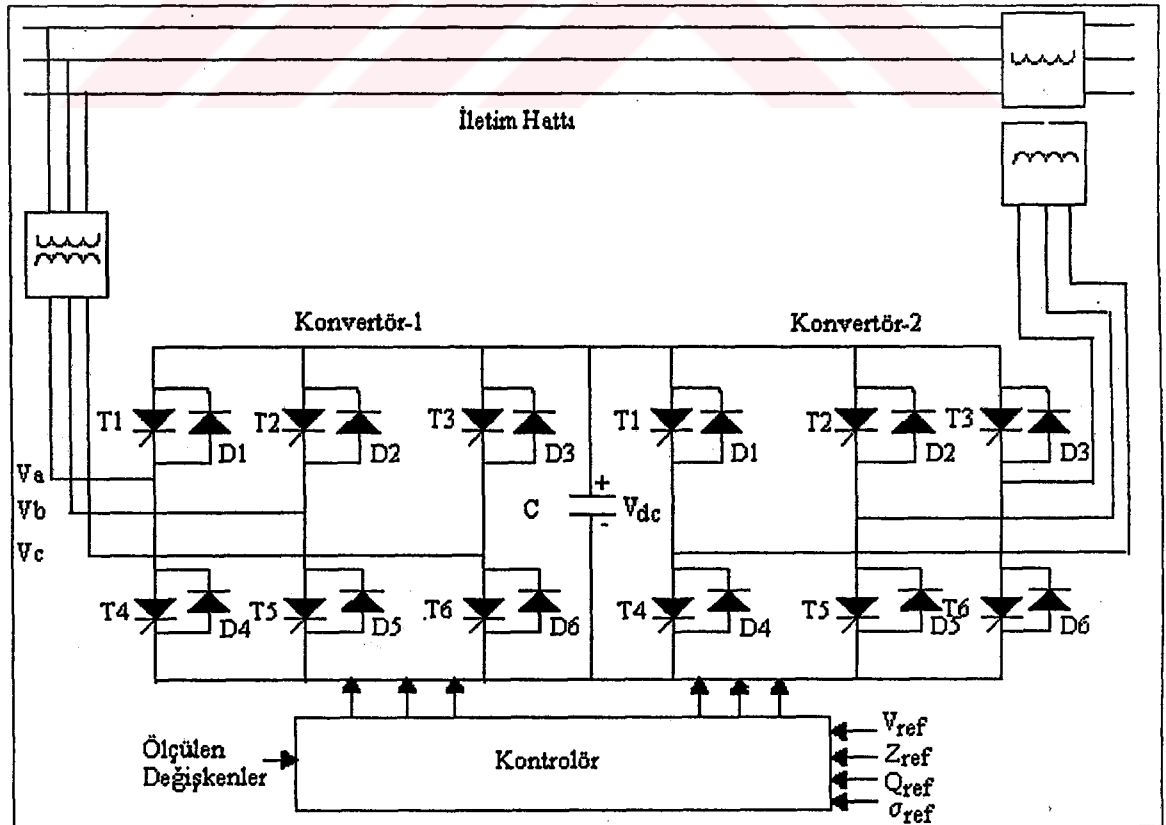 İletim Hattı
Konvertör-1
Konvertör-2
T1
D1
T2
D2
T3
D3
T1
D1
T2
D2
T3
D3
Va
Vb
Vc
C
+
-
Vdc
T4
D4
T5
D5
T6
D6
T4
D4
T5
D5
T6
D6
Ölçülen
Değişkenler
Kontrolör
Vref
Zref
Qref
σref